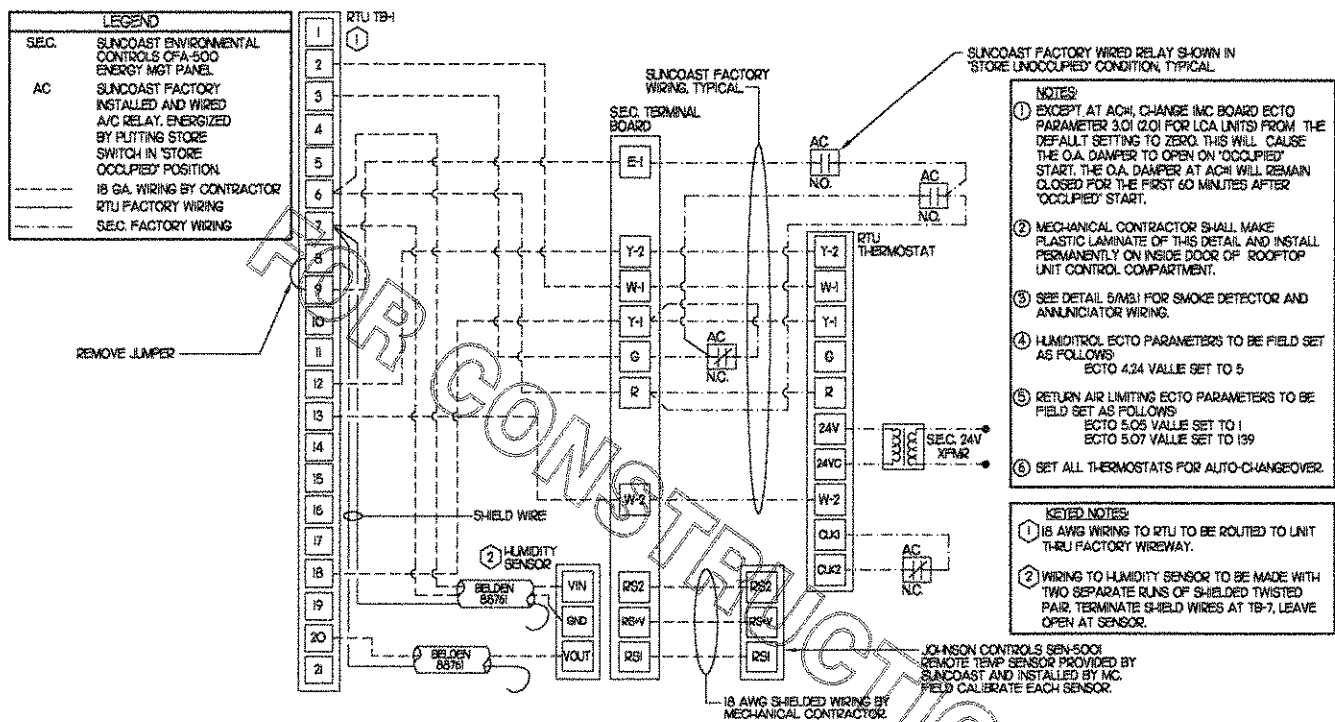 LEGEND
S.E.C. SUNCOAST ENVIRONMENTAL
CONTROLS CFA-500
ENERGY MGT PANEL
AC SUNCOAST FACTORY
INSTALLED AND WIRED
A/C RELAY. ENERGIZED
BY PUTTING STORE
SWITCH IN "STORE
OCCUPIED" POSITION.
18 GA. WIRING BY CONTRACTOR
RTU FACTORY WIRING
S.E.C. FACTORY WIRING
REMOVE JUMPER
RTU TB-1
1
1
2
3
4
5
6
7
8
9
10
11
12
13
14
15
16
17
18
19
20
21
SHIELD WIRE
2 HUMIDITY
SENSOR
BELDEN
88761
BELDEN
88761
VIN
GND
VOUT
S.E.C. TERMINAL
BOARD
E-1
Y-2
W-1
Y-1
G
R
W-2
RS2
RS+V
RS1
SUNCOAST FACTORY
WIRING, TYPICAL
AC
N.O.
AC
N.O.
AC
N.C.
SUNCOAST FACTORY WIRED RELAY SHOWN IN
"STORE UNOCCUPIED" CONDITION, TYPICAL
RTU
THERMOSTAT
Y-2
W-1
Y-1
G
R
24V
24VC
W-2
CLK1
CLK2
S.E.C. 24V
XFMR
AC
N.C.
RS2
RS+V
RS1
18 AWG SHIELDED WIRING BY
MECHANICAL CONTRACTOR.
JOHNSON CONTROLS SEN-5001
REMOTE TEMP SENSOR PROVIDED BY
SUNCOAST AND INSTALLED BY MC.
FIELD CALIBRATE EACH SENSOR.
NOTES:
1 EXCEPT AT AC#1, CHANGE IMC BOARD ECTO
PARAMETER 3.01 (2.01 FOR LCA UNITS) FROM THE
DEFAULT SETTING TO ZERO. THIS WILL CAUSE
THE O.A. DAMPER TO OPEN ON "OCCUPIED"
START. THE O.A. DAMPER AT AC#1 WILL REMAIN
CLOSED FOR THE FIRST 60 MINUTES AFTER
"OCCUPIED" START.
2 MECHANICAL CONTRACTOR SHALL MAKE
PLASTIC LAMINATE OF THIS DETAIL AND INSTALL
PERMANENTLY ON INSIDE DOOR OF ROOFTOP
UNIT CONTROL COMPARTMENT.
3 SEE DETAIL 5/M3.1 FOR SMOKE DETECTOR AND
ANNUNCIATOR WIRING.
4 HUMIDITROL ECTO PARAMETERS TO BE FIELD SET
AS FOLLOWS:
ECTO 4.24 VALUE SET TO 5
5 RETURN AIR LIMITING ECTO PARAMETERS TO BE
FIELD SET AS FOLLOWS:
ECTO 5.05 VALUE SET TO 1
ECTO 5.07 VALUE SET TO 139
6 SET ALL THERMOSTATS FOR AUTO-CHANGEOVER.
KEYED NOTES:
1 18 AWG WIRING TO RTU TO BE ROUTED TO UNIT
THRU FACTORY WIREWAY.
2 WIRING TO HUMIDITY SENSOR TO BE MADE WITH
TWO SEPARATE RUNS OF SHIELDED TWISTED
PAIR. TERMINATE SHIELD WIRES AT TB-7, LEAVE
OPEN AT SENSOR.
FOR CONSTRUCTIO